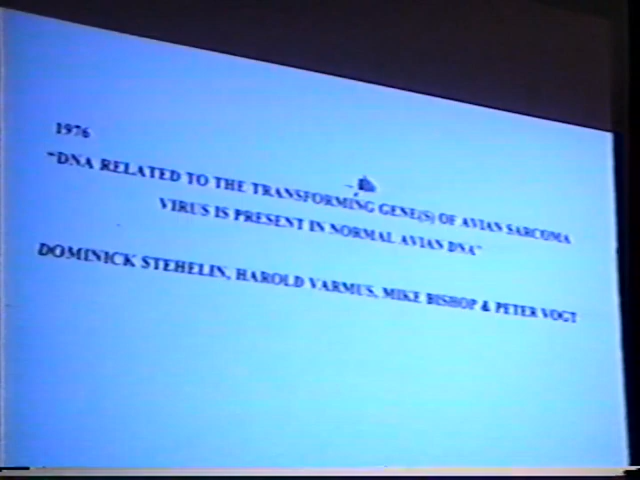 1976
"DNA RELATED TO THE TRANSFORMING GENE(S) OF AVIAN SARCOMA
VIRUS IS PRESENT IN NORMAL AVIAN DNA"
DOMINICK STEHELIN, HAROLD VARMUS, MIKE BISHOP & PETER VOGT